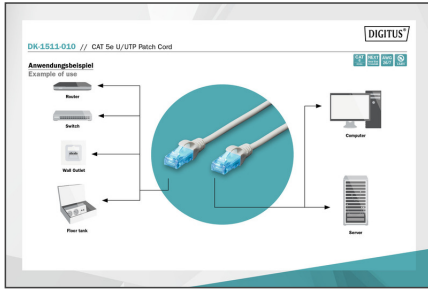 DIGITUS®
DK-1511-010 // CAT 5e U/UTP Patch Cord
Anwendungsbeispiel
Example of use
Router
Switch
Wall Outlet
Floor tank
Computer
Server